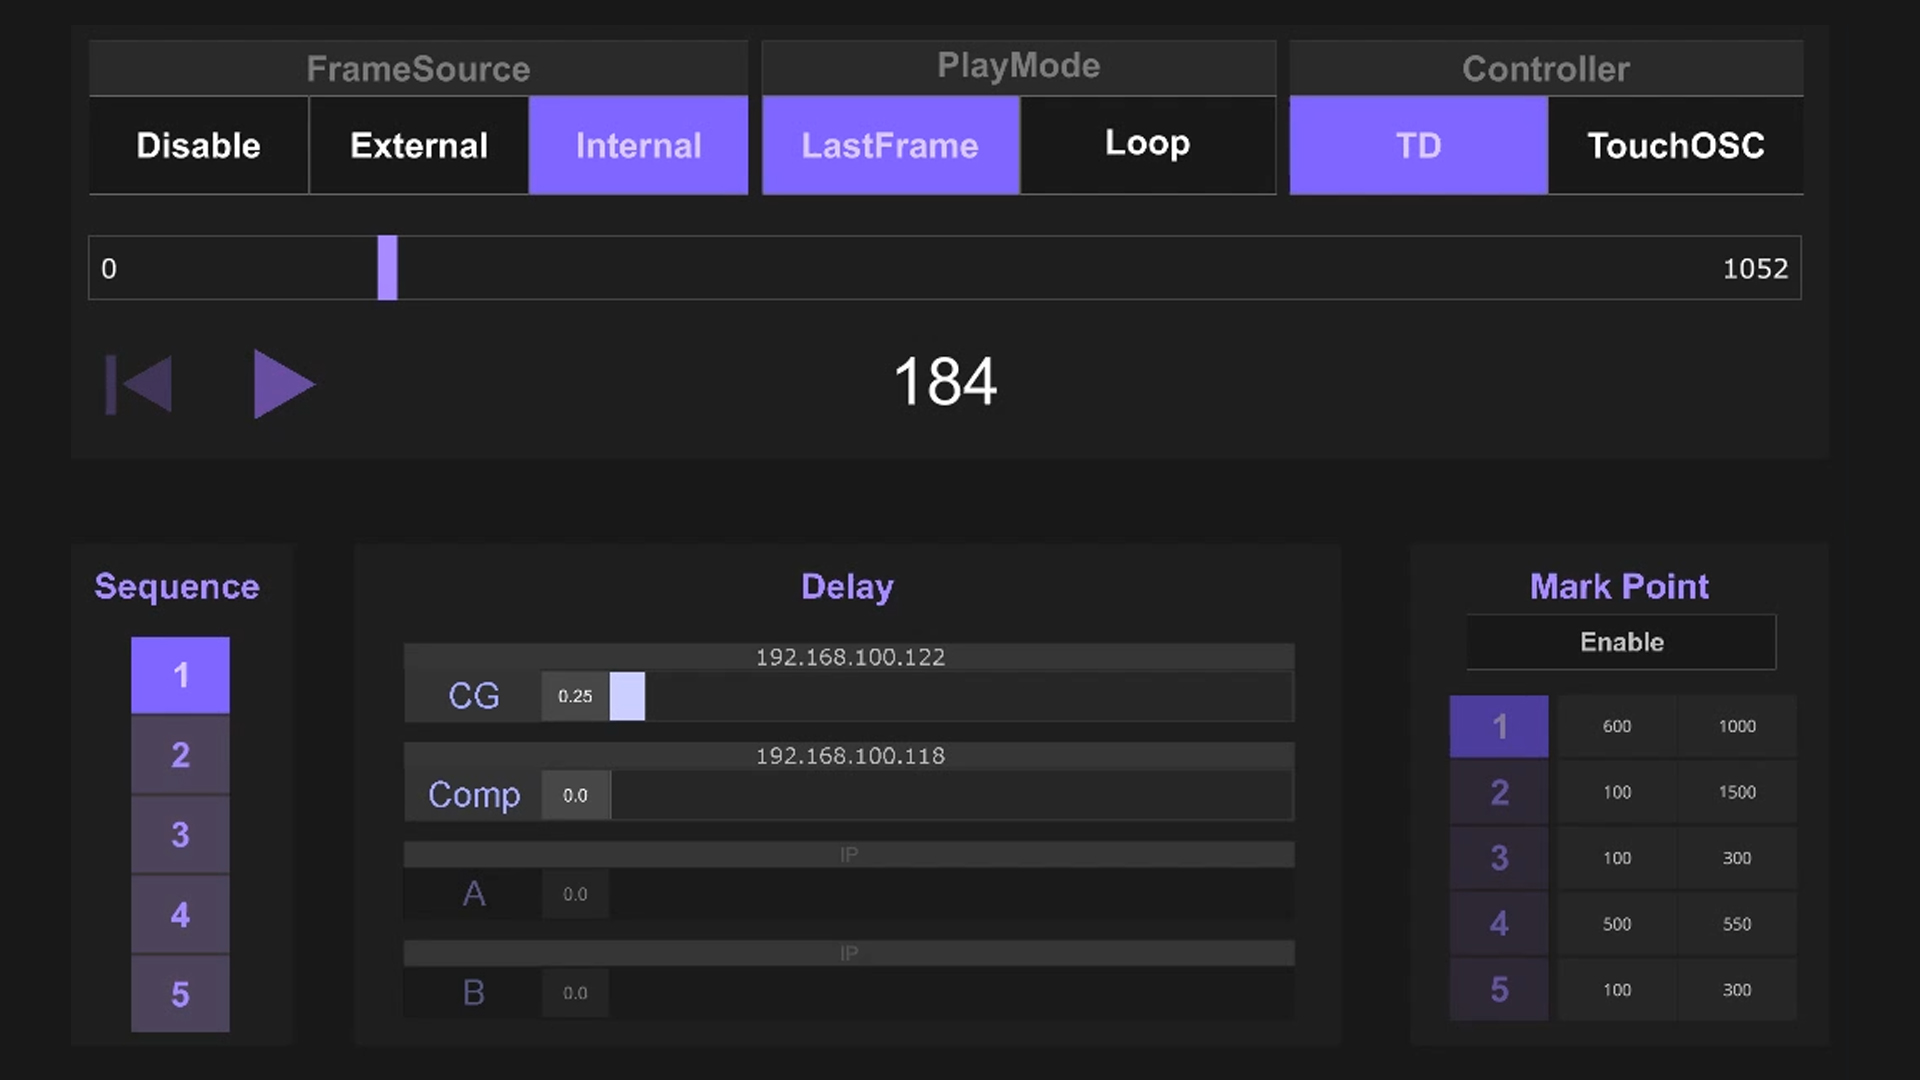 FrameSource
PlayMode
Controller
Disable
External
Internal
LastFrame
Loop
TD
TouchOSC
0
1052
184
Sequence
1
2
3
4
5
Delay
192.168.100.122
CG
0.25
192.168.100.118
Comp
0.0
IP
A
0.0
IP
B
0.0
Mark Point
Enable
1 600 1000
2 100 1500
3 100 300
4 500 550
5 100 300